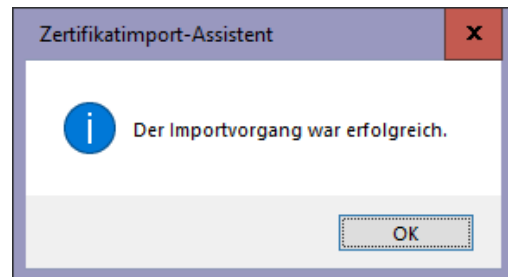 Zertifikatimport-Assistent
x
i
Der Importvorgang war erfolgreich.
OK